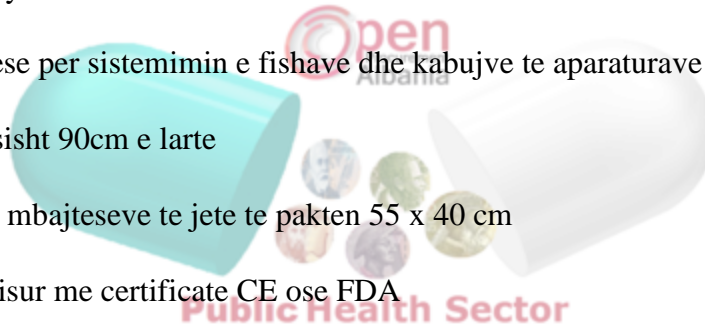 Open
Albania
ese per sistemimin e fishave dhe kabujve te aparaturave
sisht 90cm e larte
mbajteseve te jete te pakten 55 x 40 cm
isur me certificate CE ose FDA
Public Health Sector